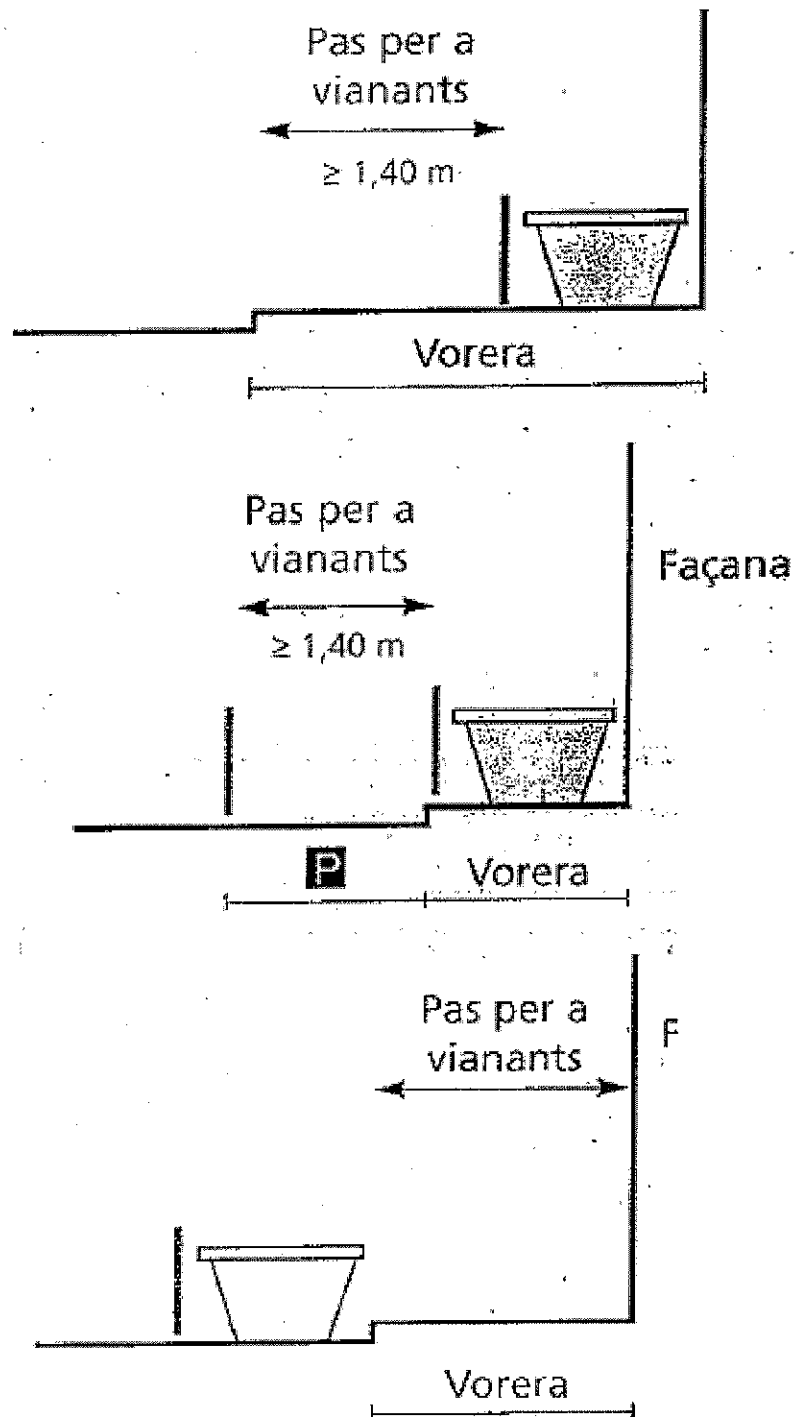 Pas per a
vianants
≥ 1,40 m
Vorera
Pas per a
vianants
Façana
≥ 1,40 m
P
Vorera
Pas per a
vianants
F
Vorera